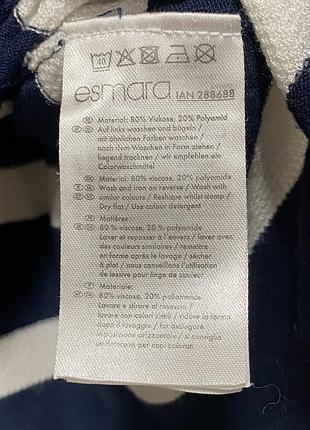 40
esmara IAN 288688
Material: 80% Viskose, 20% Polyamid
Auf links waschen und bügeln /
mit ähnlichen Farben waschen /
nach dem Waschen in Form ziehen /
liegend trocknen / wir empfehlen ein
Colorwaschmittel
Material: 80% viscose, 20% polyamide
Wash and iron on reverse / Wash with
similar colours / Reshape whilst damp /
Dry flat / Use colour detergent
Matières:
80 % viscose, 20 % polyamide
Laver et repasser à l'envers / laver avec
des couleurs similaires / remettre
en forme après le lavage / sécher
à plat / nous conseillons l'utilisation
de lessive pour linge de couleur
Materiale:
80% viscosa, 20% poliamide
Lavare e stirare al rovescio /
lavare con colori simili / ridare la forma
dopo il lavaggio / far asciugare
in posizione orizzontale / si consiglia
un detersivo per capi colorati